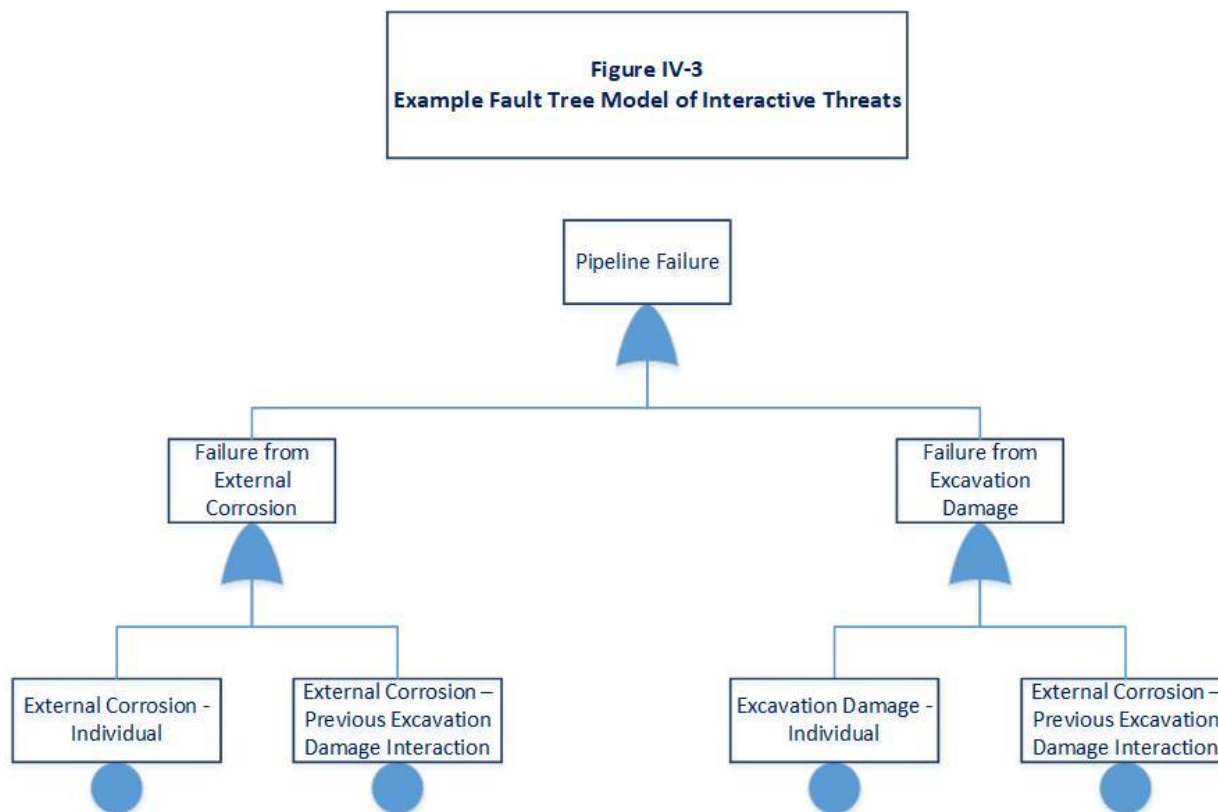 Figure IV-3
Example Fault Tree Model of Interactive Threats
Pipeline Failure
Failure from
External
Corrosion
Failure from
Excavation
Damage
External Corrosion -
Individual
External Corrosion –
Previous Excavation
Damage Interaction
Excavation Damage -
Individual
External Corrosion –
Previous Excavation
Damage Interaction